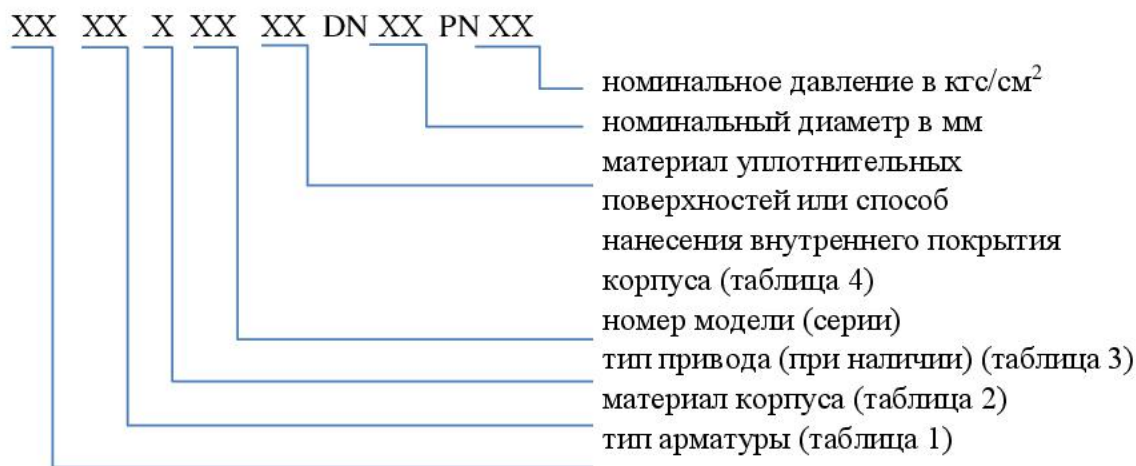 XX XX X XX XX DN XX PN XX
номинальное давление в кгс/см²
номинальный диаметр в мм
материал уплотнительных
поверхностей или способ
нанесения внутреннего покрытия
корпуса (таблица 4)
номер модели (серии)
тип привода (при наличии) (таблица 3)
материал корпуса (таблица 2)
тип арматуры (таблица 1)